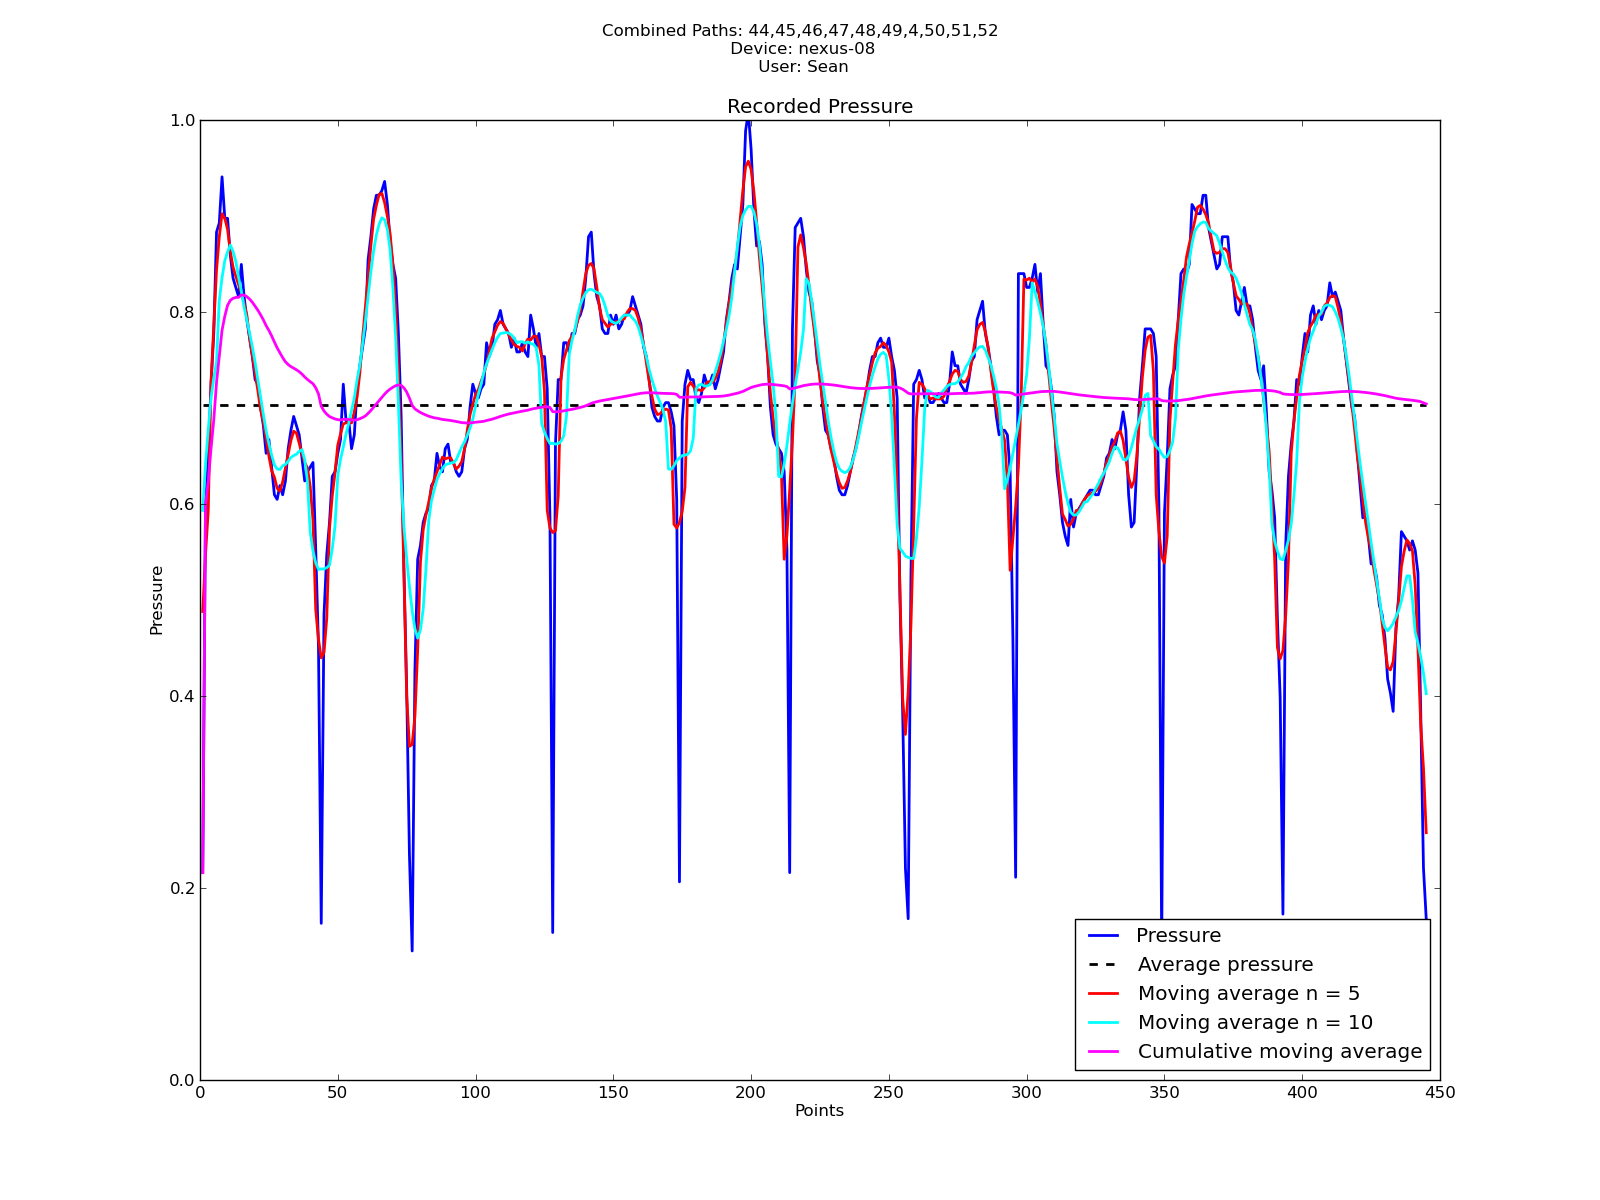 Combined Paths: 44,45,46,47,48,49,4,50,51,52
Device: nexus-08
User: Sean
Recorded Pressure
1.0
0.8
0.6
0.4
0.2
0.0
Pressure
0 50 100 150 200 250 300 350 400 450
Points
Pressure
Average pressure
Moving average n = 5
Moving average n = 10
Cumulative moving average